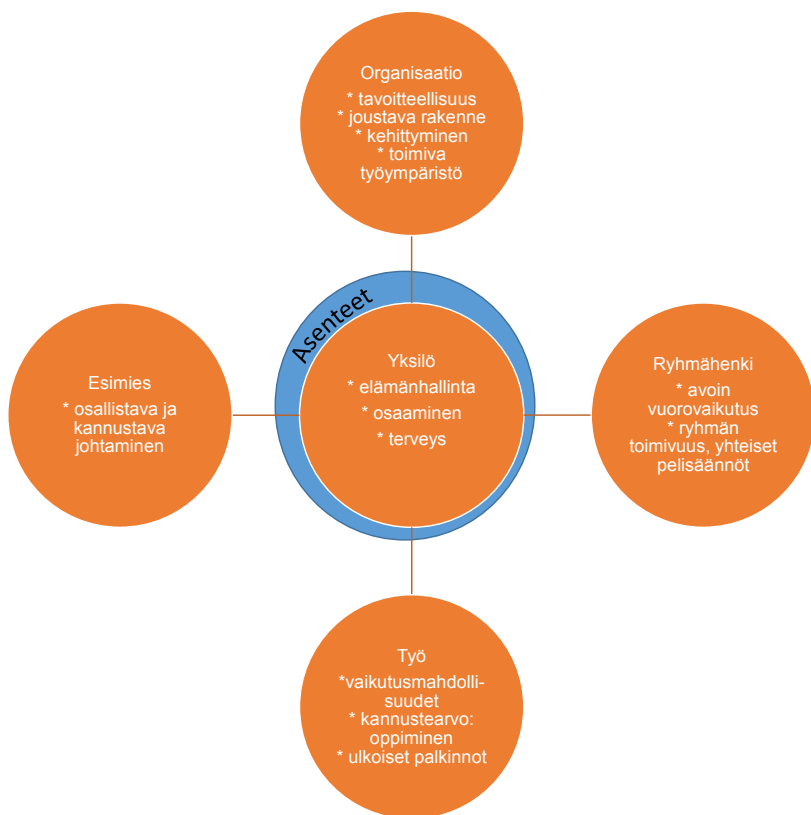 Organisaatio
* tavoitteellisuus
* joustava rakenne
* kehittyminen
* toimiva
työympäristö
Asenteet
Esimies
* osallistava ja
kannustava
johtaminen
Yksilö
* elämänhallinta
* osaaminen
* terveys
Ryhmähenki
* avoin
vuorovaikutus
* ryhmän
toimivuus, yhteiset
pelisäännöt
Työ
*vaikutusmahdolli-
suudet
* kannustearvo:
oppiminen
* ulkoiset palkinnot